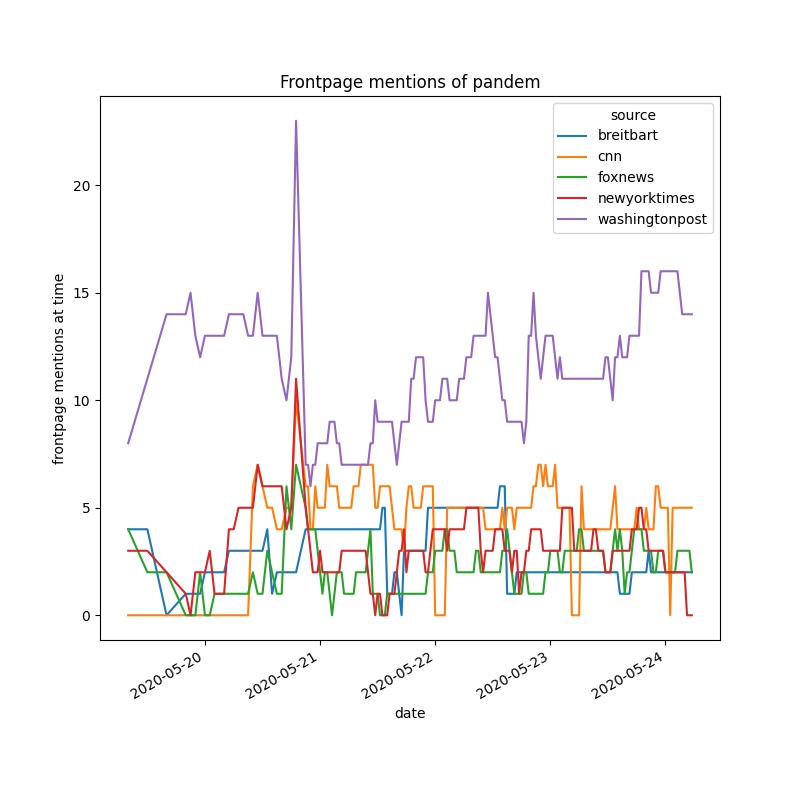 Frontpage mentions of pandem
source
breitbart
cnn
foxnews
newyorktimes
washingtonpost
frontpage mentions at time
20
15
10
5
0
2020-05-20
2020-05-21
2020-05-22
2020-05-23
2020-05-24
date